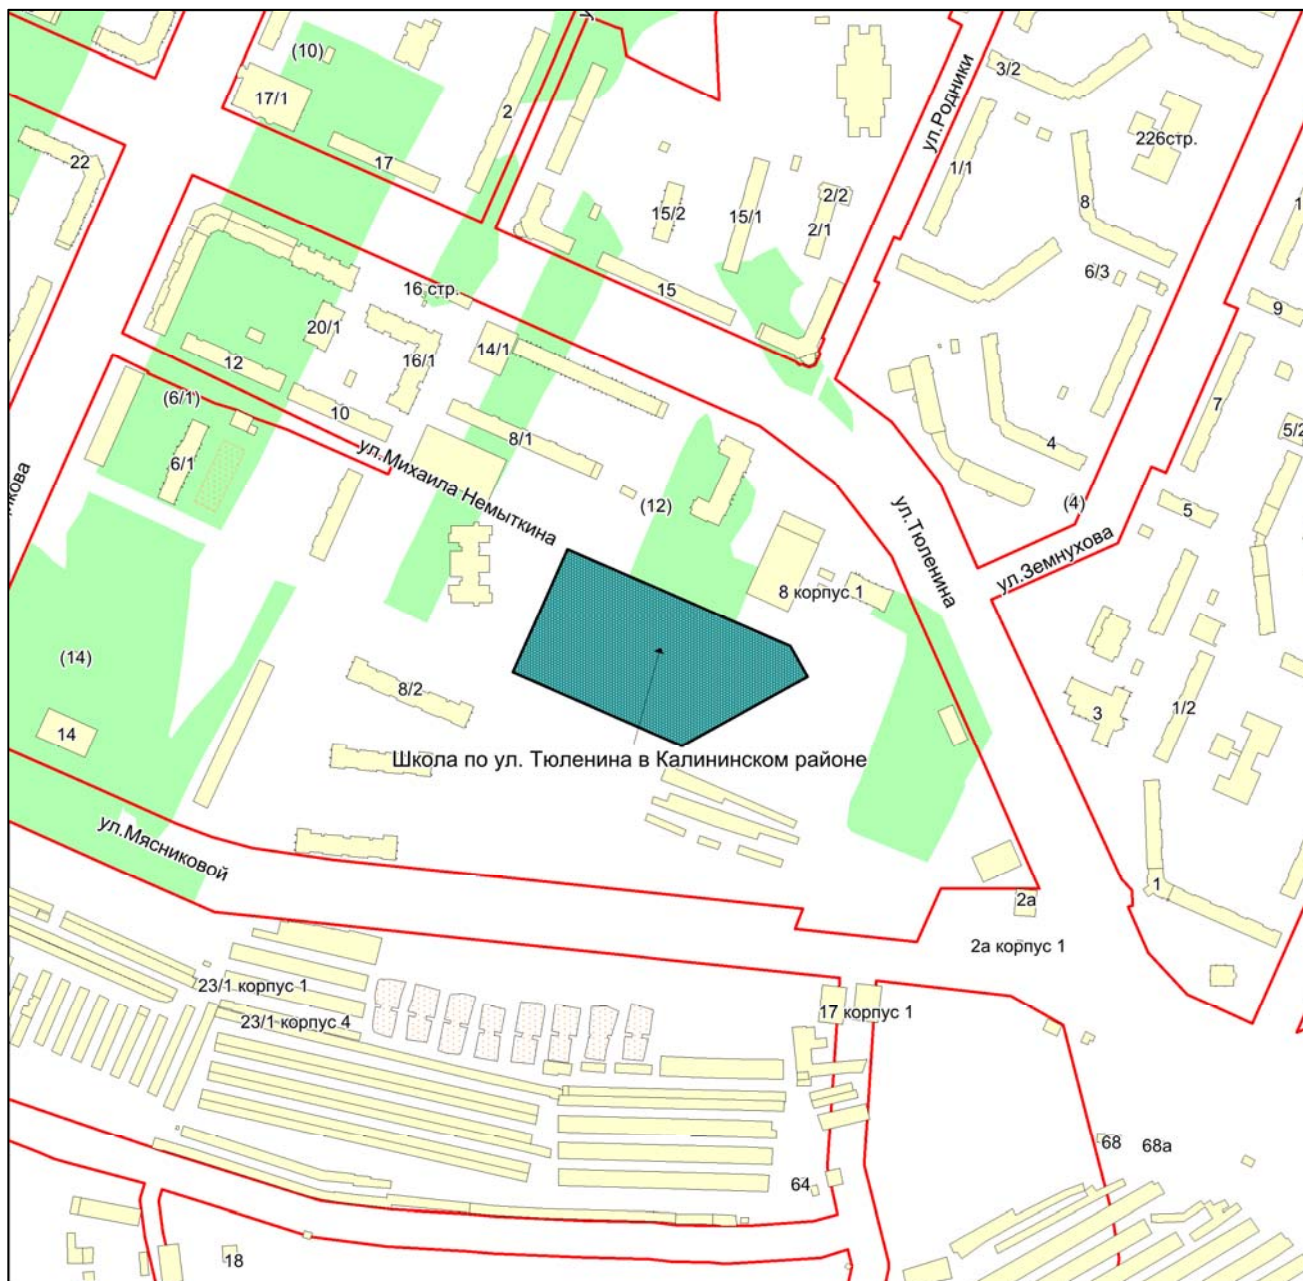 (10)
17/1
2
ул.Родники
3/2
226стр.
22
17
1/1
8
15/2
15/1
2/2
2/1
6/3
16 стр.
15
9
20/1
14/1
16/1
12
(6/1)
10
7
8/1
4
5/2
6/1
ул.Михаила Немыткина
(12)
ул.Тюленина
(4)
5
ул.Земнухова
8 корпус 1
(14)
8/2
3
1/2
14
Школа по ул. Тюленина в Калининском районе
ул.Мясниковой
1
2а
2а корпус 1
23/1 корпус 1
17 корпус 1
23/1 корпус 4
68
68а
64
18